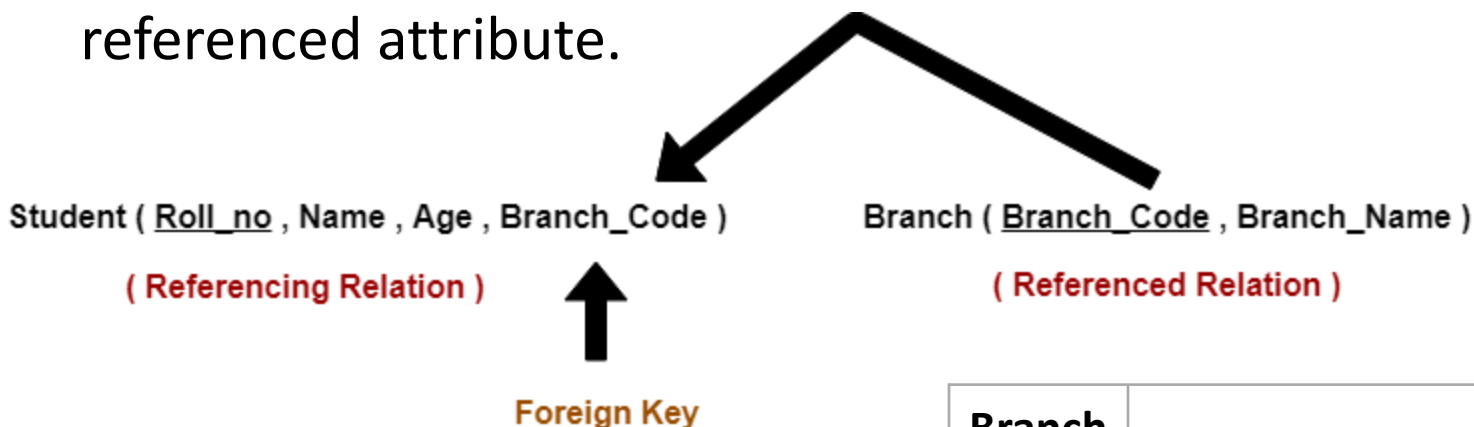 referenced attribute.
Student ( Roll_no , Name , Age , Branch_Code ) Branch ( Branch_Code , Branch_Name )
( Referencing Relation ) ( Referenced Relation )
Foreign Key
Branch